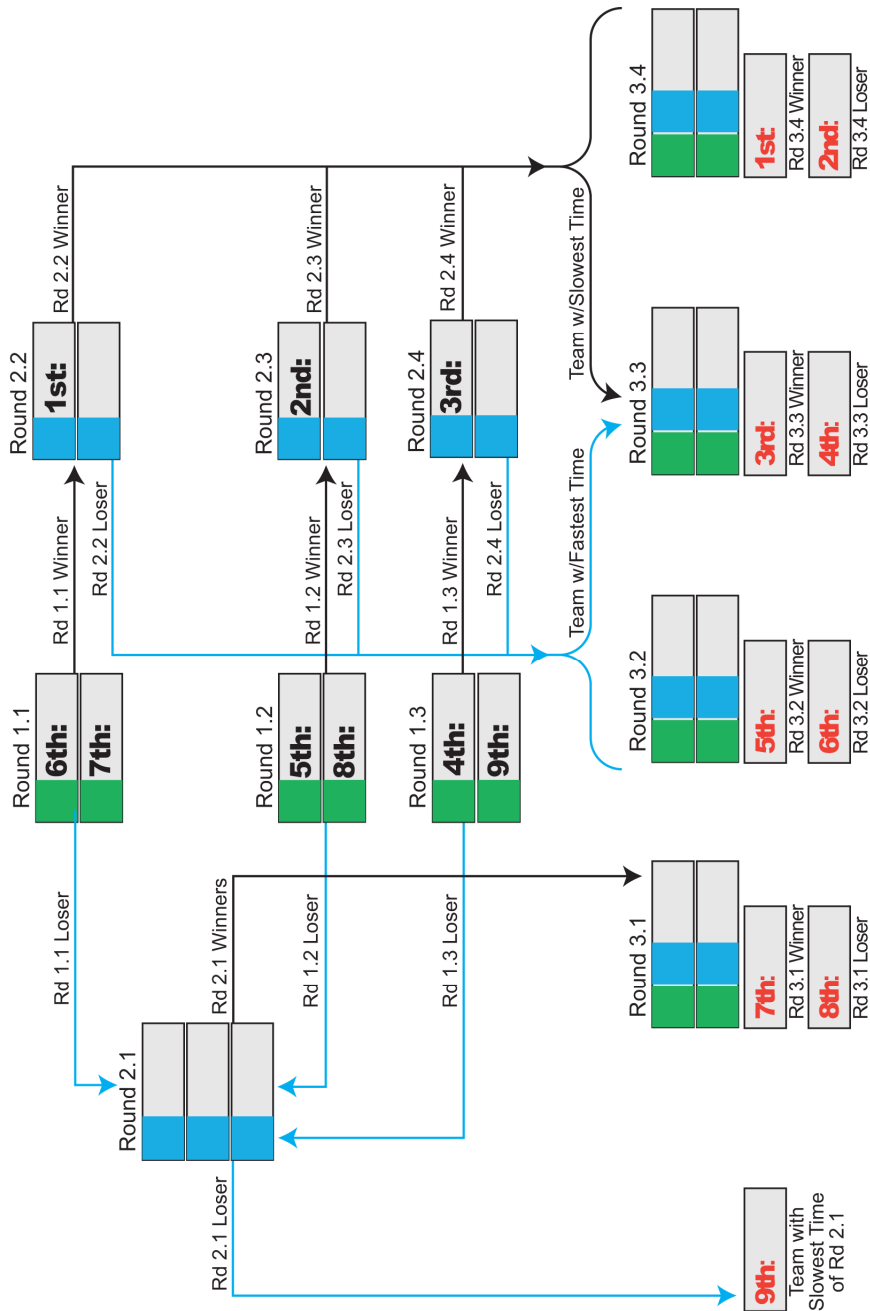 Round 1.1
6th:
7th:
Rd 1.1 Loser
Rd 1.1 Winner
Round 1.2
5th:
8th:
Rd 1.2 Loser
Rd 1.2 Winner
Round 1.3
4th:
9th:
Rd 1.3 Loser
Rd 1.3 Winner
Round 2.1
Rd 2.1 Loser
Rd 2.1 Winners
Round 2.2
1st:
Rd 2.2 Loser
Rd 2.2 Winner
Round 2.3
2nd:
Rd 2.3 Loser
Rd 2.3 Winner
Round 2.4
3rd:
Rd 2.4 Loser
Rd 2.4 Winner
Team w/Fastest Time
Team w/Slowest Time
9th:
Team with
Slowest Time
of Rd 2.1
Round 3.1
7th:
Rd 3.1 Winner
8th:
Rd 3.1 Loser
Round 3.2
5th:
Rd 3.2 Winner
6th:
Rd 3.2 Loser
Round 3.3
3rd:
Rd 3.3 Winner
4th:
Rd 3.3 Loser
Round 3.4
1st:
Rd 3.4 Winner
2nd:
Rd 3.4 Loser